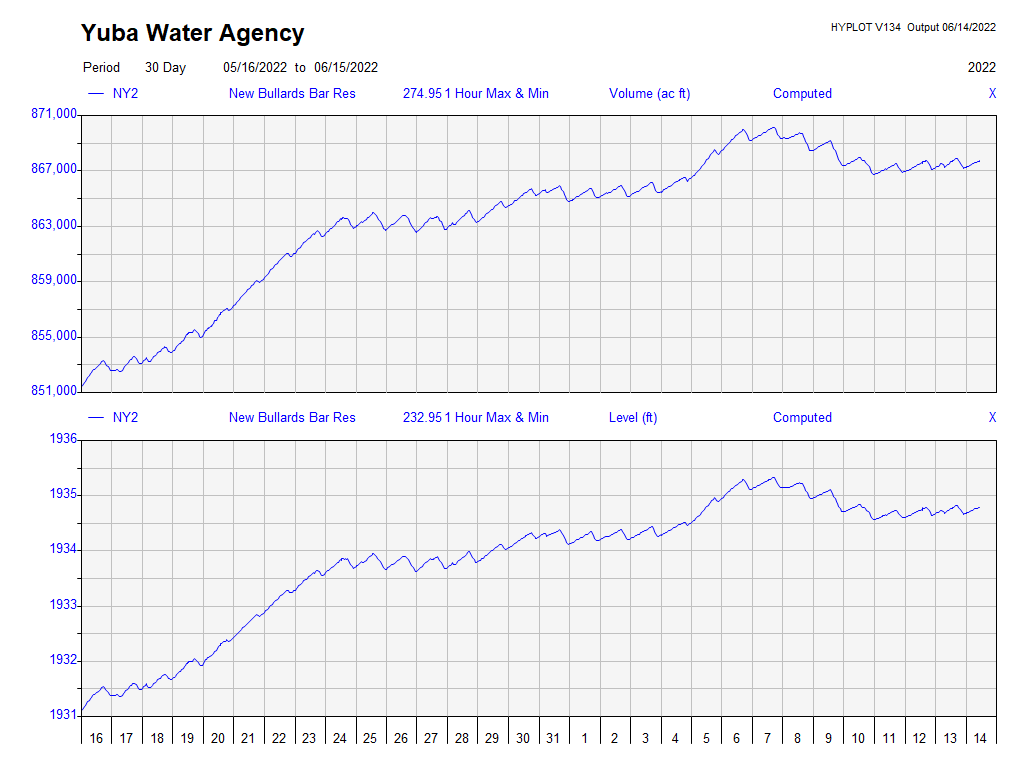 Yuba Water Agency
HYPLOT V134 Output 06/14/2022
Period 30 Day 05/16/2022 to 06/15/2022 2022
NY2 New Bullards Bar Res 274.95 1 Hour Max & Min Volume (ac ft) Computed X
871,000
867,000
863,000
859,000
855,000
851,000
NY2 New Bullards Bar Res 232.95 1 Hour Max & Min Level (ft) Computed X
1936
1935
1934
1933
1932
1931
16 17 18 19 20 21 22 23 24 25 26 27 28 29 30 31 1 2 3 4 5 6 7 8 9 10 11 12 13 14